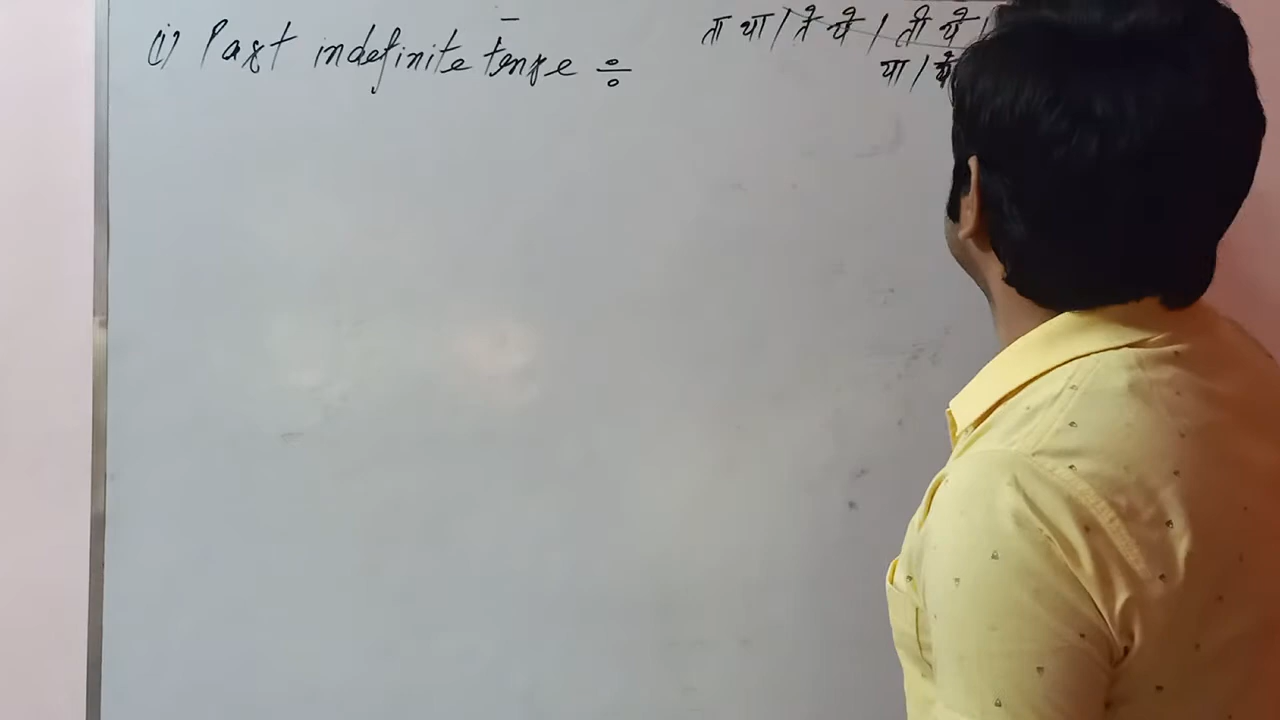 (i) Past indefinite tense ÷
ता था / ते थे / ती थे /
था / थे